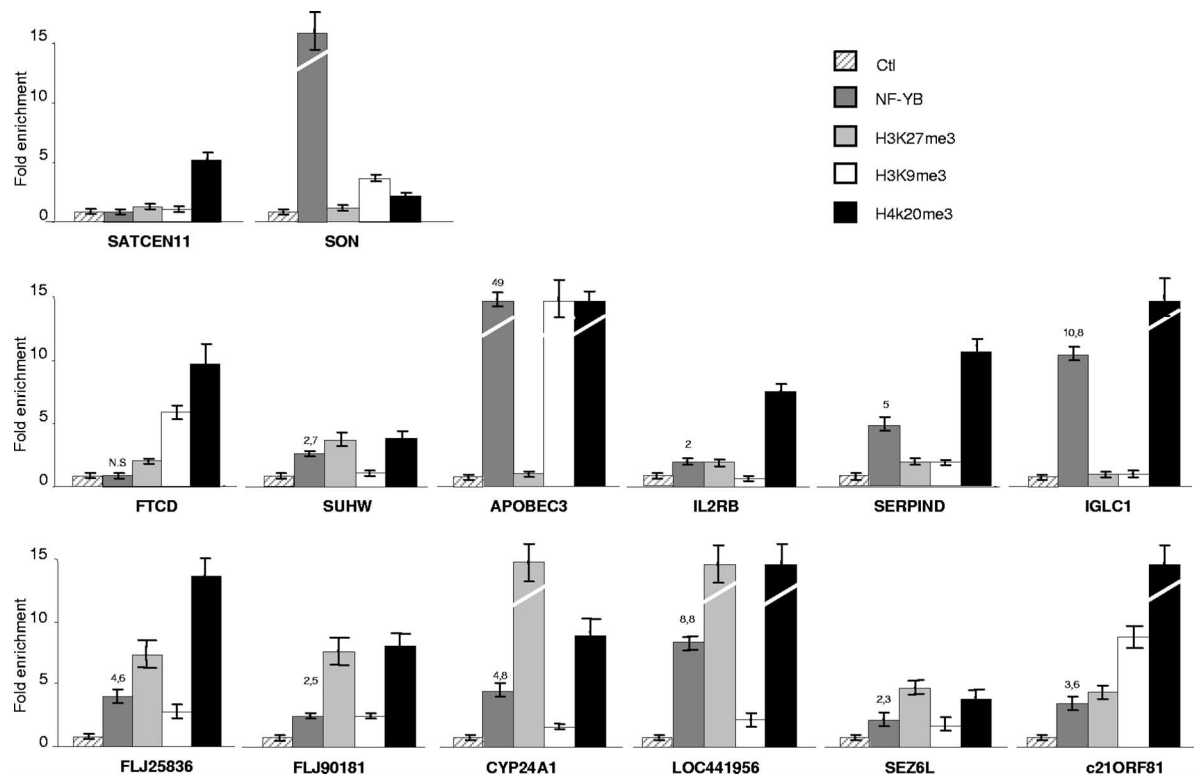 Fold enrichment
15
10
5
0
SATCEN11
SON
Ctl
NF-YB
H3K27me3
H3K9me3
H4k20me3
Fold enrichment
15
10
5
0
N.S
2,7
49
2
5
10,8
FTCD
SUHW
APOBEC3
IL2RB
SERPIND
IGLC1
Fold enrichment
15
10
5
0
4,6
2,5
4,8
8,8
2,3
3,6
FLJ25836
FLJ90181
CYP24A1
LOC441956
SEZ6L
c21ORF81